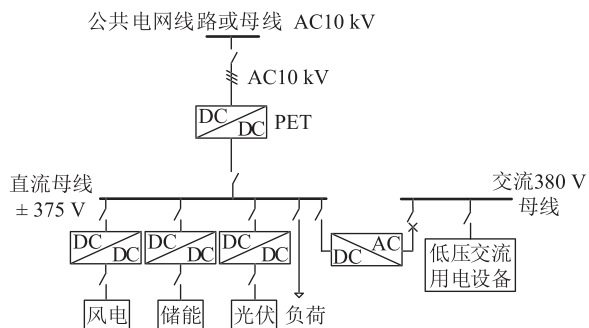 公共电网线路或母线 AC10 kV
AC10 kV
DC
DC
PET
直流母线
± 375 V
交流380 V
母线
DC
DC
DC
DC
DC
DC
AC
DC
低压交流
用电设备
风电
储能
光伏
负荷